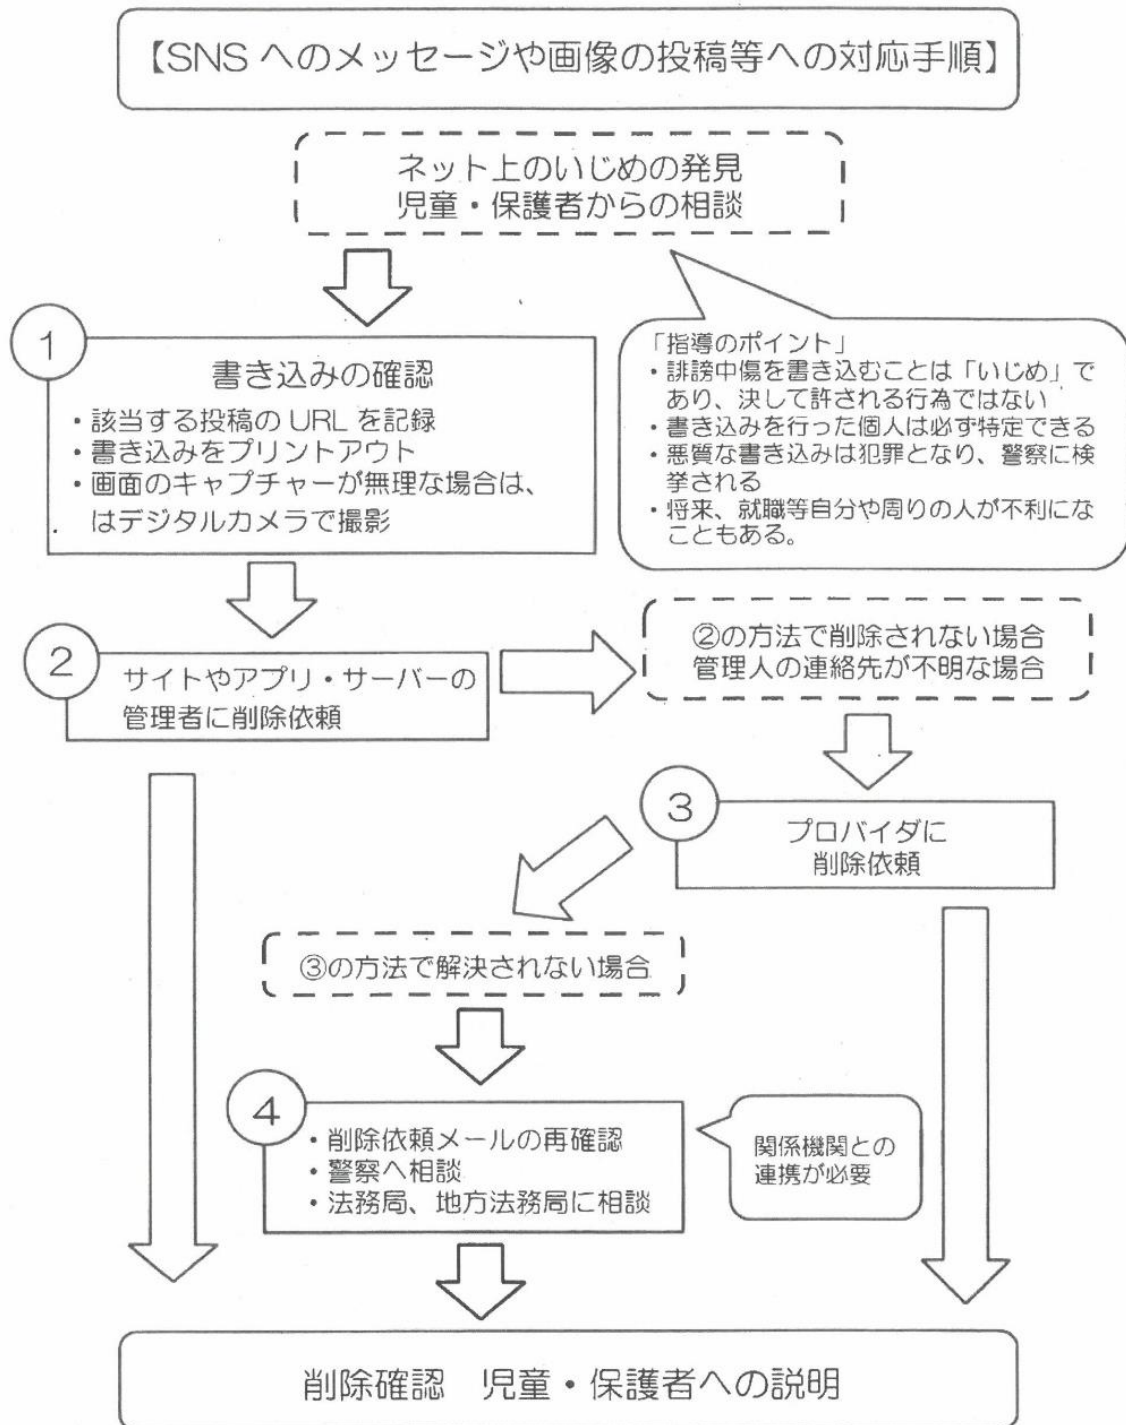 【SNS へのメッセージや画像の投稿等への対応手順】
ネット上のいじめの発見
児童・保護者からの相談
1
書き込みの確認
・該当する投稿の URL を記録
・書き込みをプリントアウト
・画面のキャプチャーが無理な場合は、
はデジタルカメラで撮影
「指導のポイント」
・誹謗中傷を書き込むことは「いじめ」で
あり、決して許される行為ではない
・書き込みを行った個人は必ず特定できる
・悪質な書き込みは犯罪となり、警察に検
挙される
・将来、就職等自分や周りの人が不利にな
こともある。
2
サイトやアプリ・サーバーの
管理者に削除依頼
②の方法で削除されない場合
管理人の連絡先が不明な場合
3
プロバイダに
削除依頼
③の方法で解決されない場合
4
・削除依頼メールの再確認
・警察へ相談
・法務局、地方法務局に相談
関係機関との
連携が必要
削除確認　児童・保護者への説明